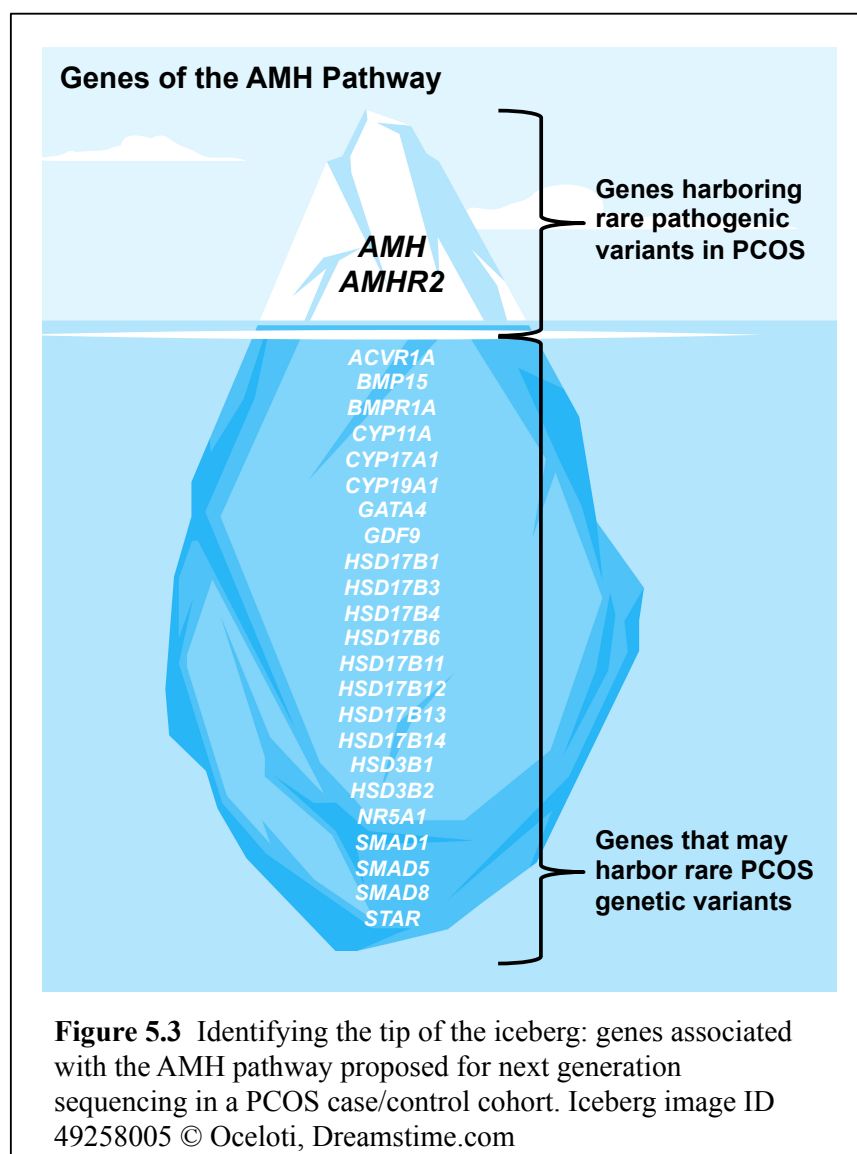 Genes of the AMH Pathway
Genes harboring
rare pathogenic
variants in PCOS
AMH
AMHR2
ACVR1A
BMP15
BMPR1A
CYP11A
CYP17A1
CYP19A1
GATA4
GDF9
HSD17B1
HSD17B3
HSD17B4
HSD17B6
HSD17B11
HSD17B12
HSD17B13
HSD17B14
HSD3B1
HSD3B2
NR5A1
SMAD1
SMAD5
SMAD8
STAR
Genes that may
harbor rare PCOS
genetic variants
Figure 5.3 Identifying the tip of the iceberg: genes associated
with the AMH pathway proposed for next generation
sequencing in a PCOS case/control cohort. Iceberg image ID
49258005 © Oceloti, Dreamstime.com